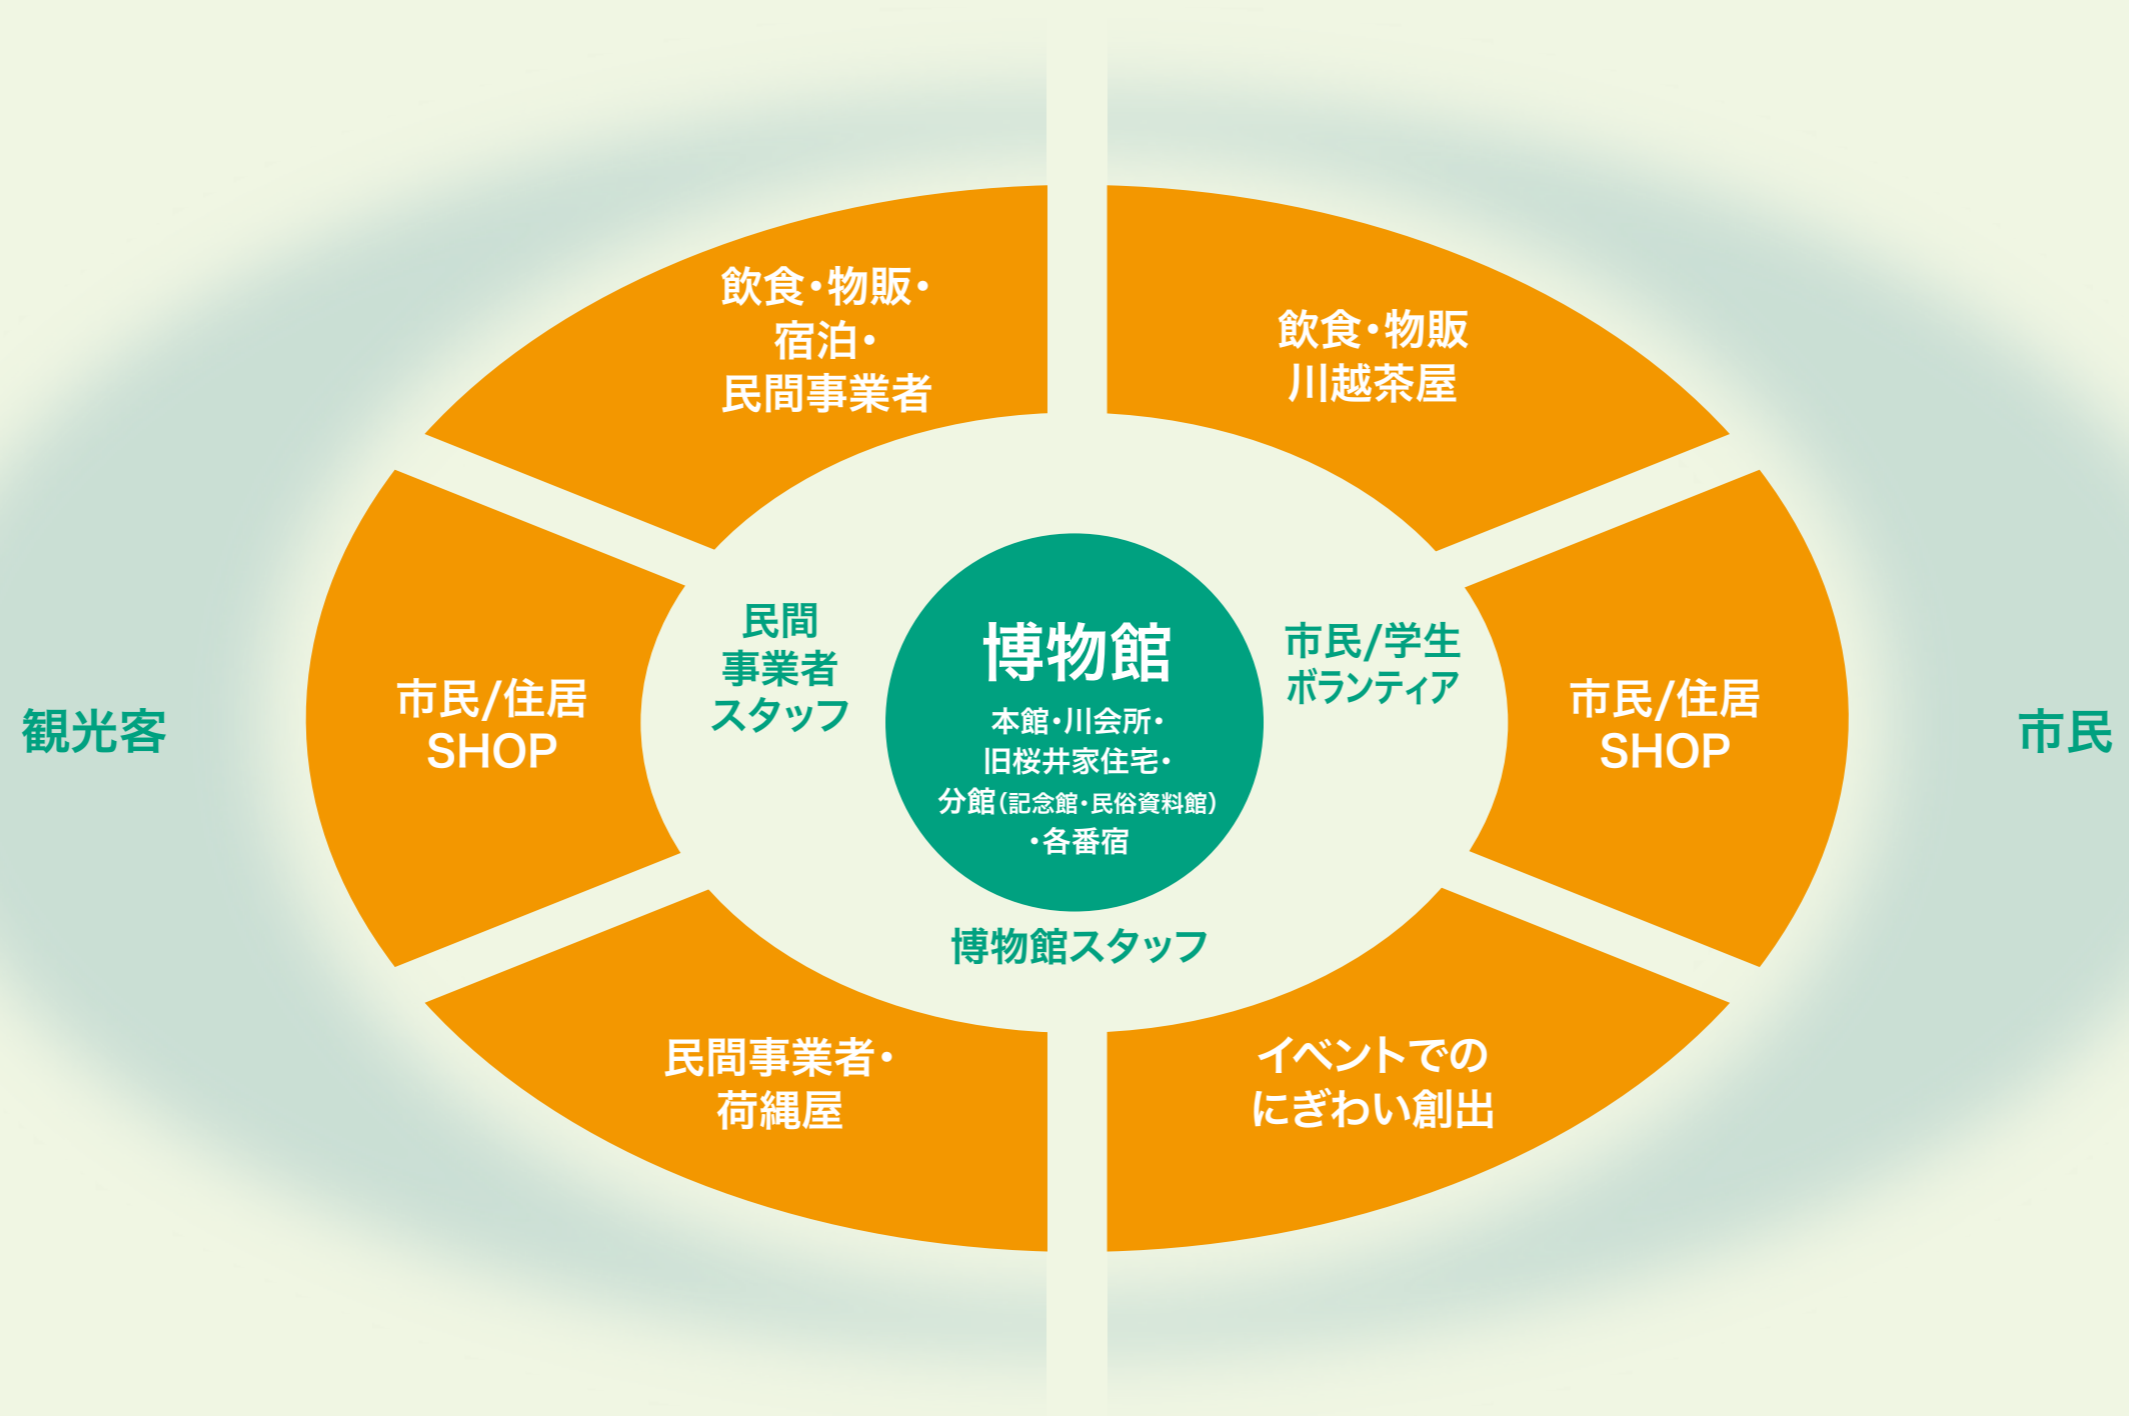 飲食・物販・
宿泊・
民間事業者
飲食・物販
川越茶屋
観光客
市民/住居
SHOP
民間
事業者
スタッフ
博物館
本館・川会所・
旧桜井家住宅・
分館（記念館・民俗資料館）
・各番宿
市民/学生
ボランティア
市民/住居
SHOP
市民
博物館スタッフ
民間事業者・
荷縄屋
イベントでの
にぎわい創出